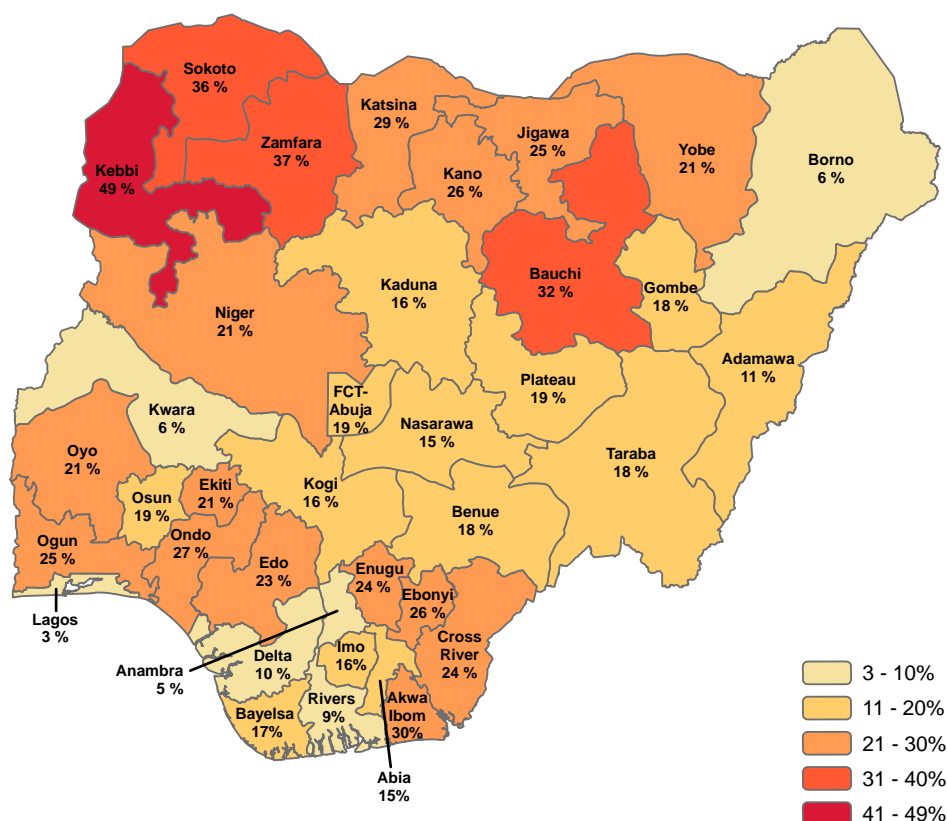 Sokoto
36 %
Katsina
29 %
Zamfara
37 %
Jigawa
25 %
Yobe
21 %
Borno
6 %
Kebbi
49 %
Kano
26 %
Bauchi
32 %
Kaduna
16 %
Gombe
18 %
Niger
21 %
Adamawa
11 %
Plateau
19 %
FCT-
Abuja
19 %
Kwara
6 %
Nasarawa
15 %
Taraba
18 %
Oyo
21 %
Osun
19 %
Ekiti
21 %
Kogi
16 %
Benue
18 %
Ogun
25 %
Ondo
27 %
Edo
23 %
Enugu
24 %
Ebonyi
26 %
Lagos
3 %
Anambra
5 %
Delta
10 %
Imo
16%
Cross
River
24 %
Bayelsa
17%
Rivers
9%
Akwa
Ibom
30%
Abia
15%
3 - 10%
11 - 20%
21 - 30%
31 - 40%
41 - 49%